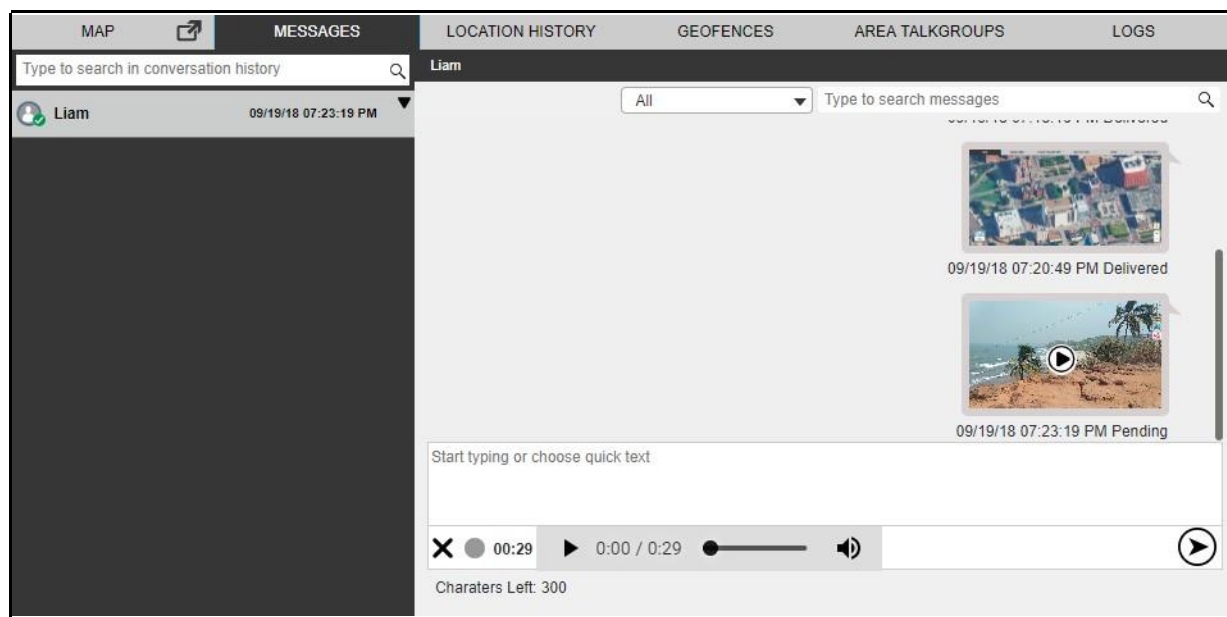 MAP MESSAGES LOCATION HISTORY GEOFENCES AREA TALKGROUPS LOGS
Type to search in conversation history
Liam
Liam 09/19/18 07:23:19 PM
All
Type to search messages
09/19/18 07:20:49 PM Delivered
09/19/18 07:23:19 PM Pending
Start typing or choose quick text
00:29 0:00 / 0:29
Charaters Left: 300